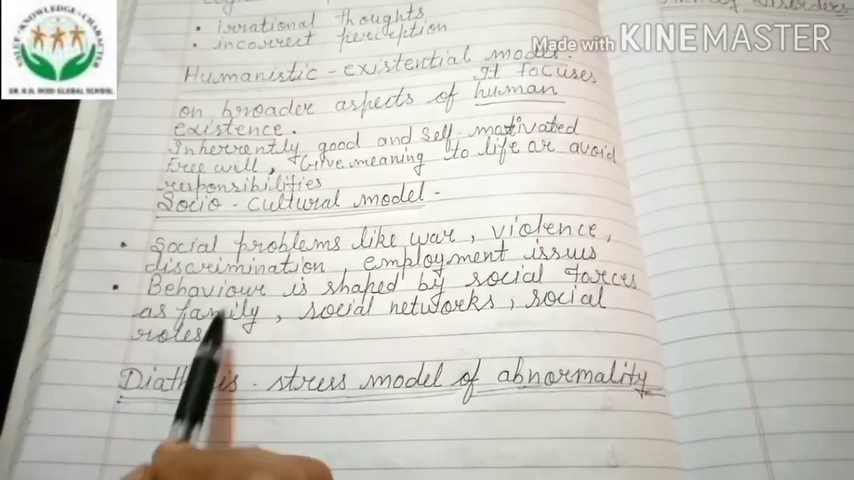 • irrational thoughts
• incorrect perception
Made with KINEMASTER
Humanistic - existential model.
It focuses
on broader aspects of human
existence.
Inherrently good and self-motivated
Free will, Give meaning to life or avoid
responsibilities
Socio - cultural model -
• Social problems like war, violence,
discrimination employment issues
• Behaviour is shaped by social forces
as family, social networks, social
roles
- stress model of abnormality